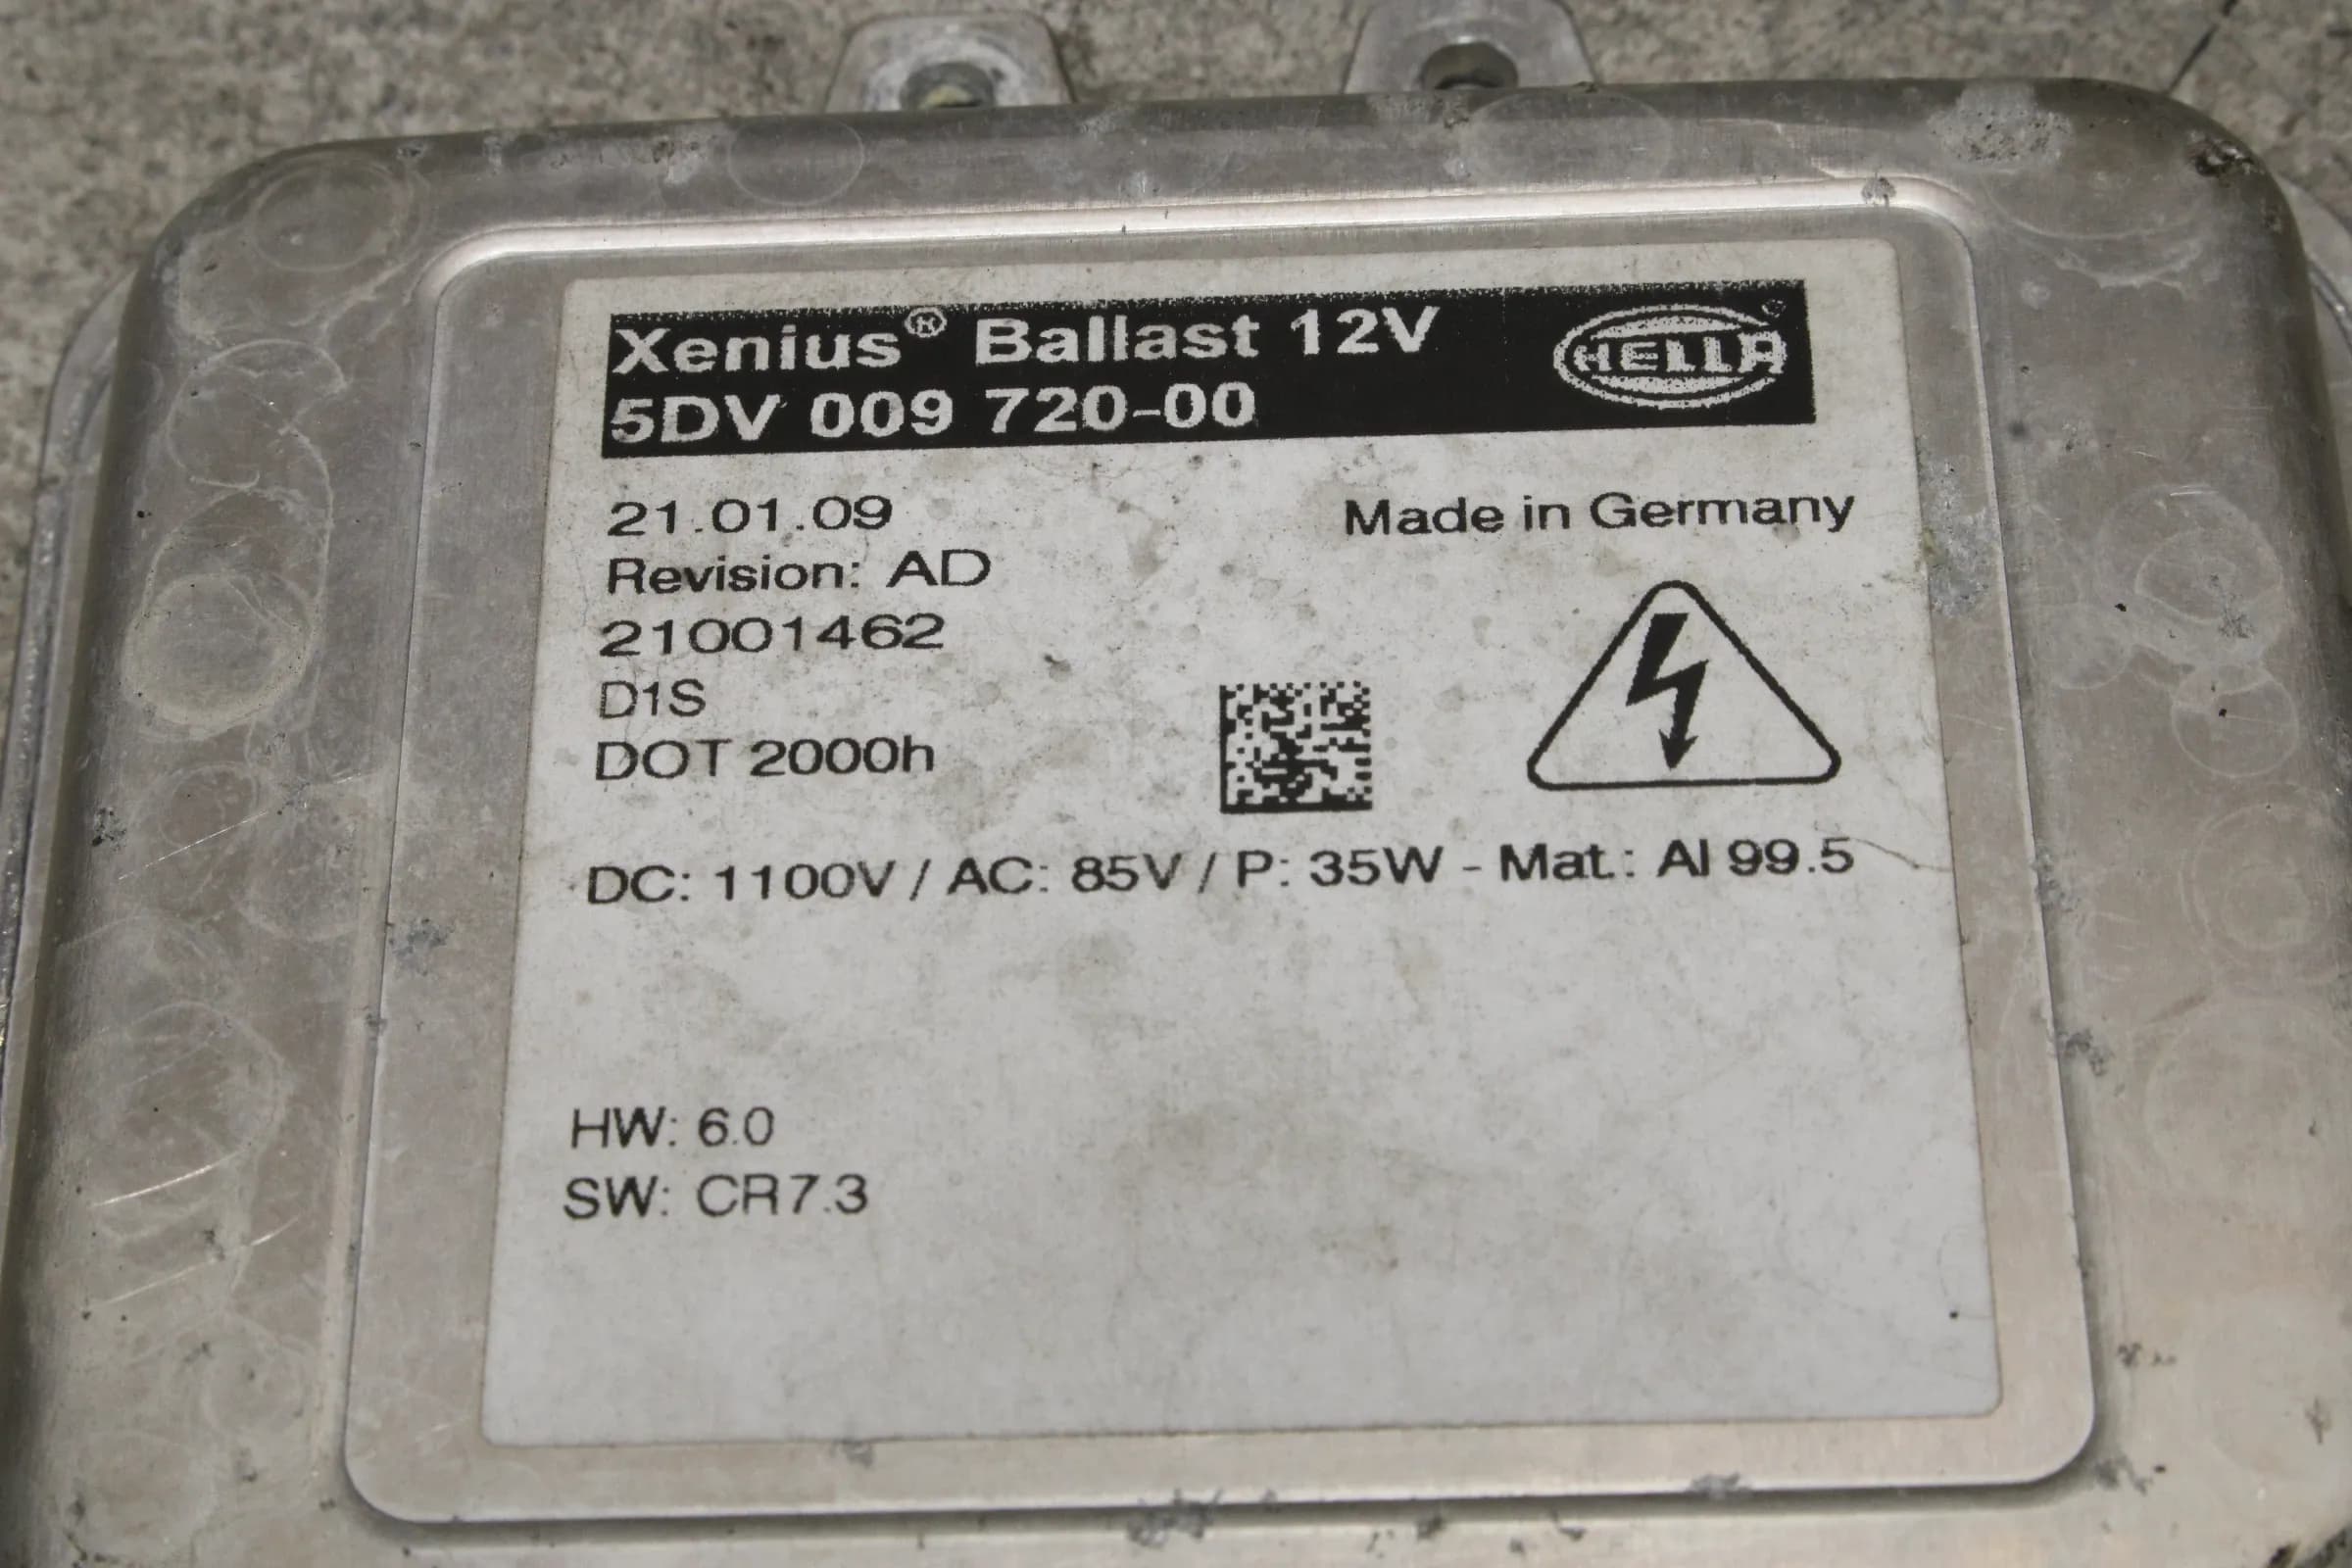 Xenius® Ballast 12V
5DV 009 720-00
HELLA®
21.01.09
Made in Germany
Revision: AD
21001462
D1S
DOT 2000h
DC: 1100V / AC: 85V / P: 35W - Mat.: Al 99.5
HW: 6.0
SW: CR7.3